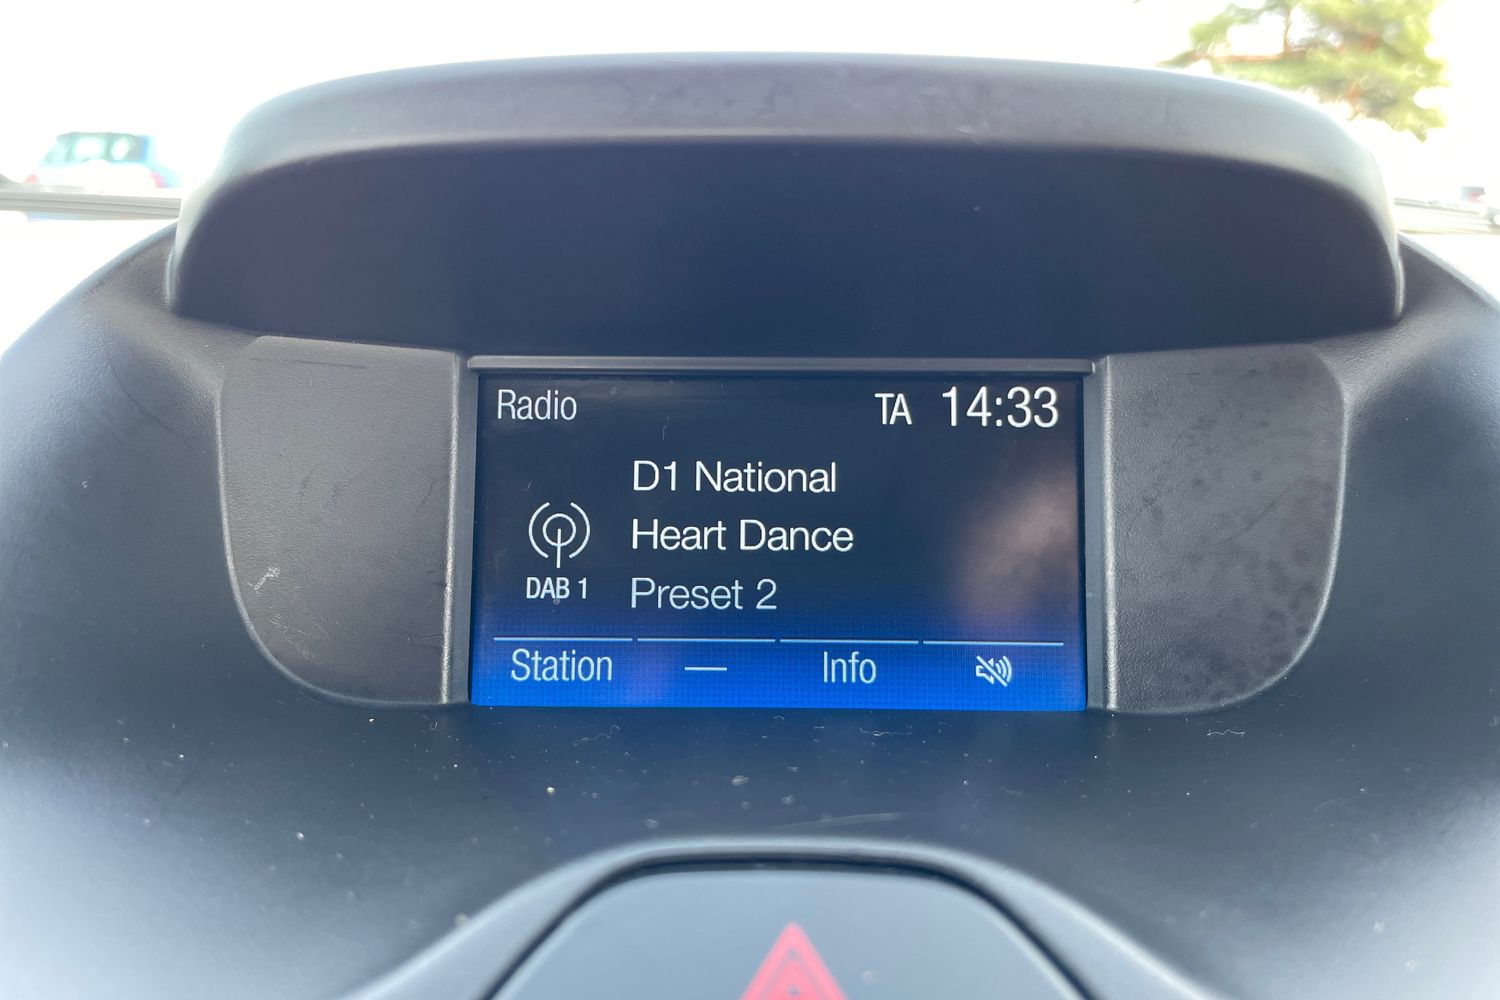 Radio TA 14:33
D1 National
Heart Dance
DAB 1 Preset 2
Station — Info